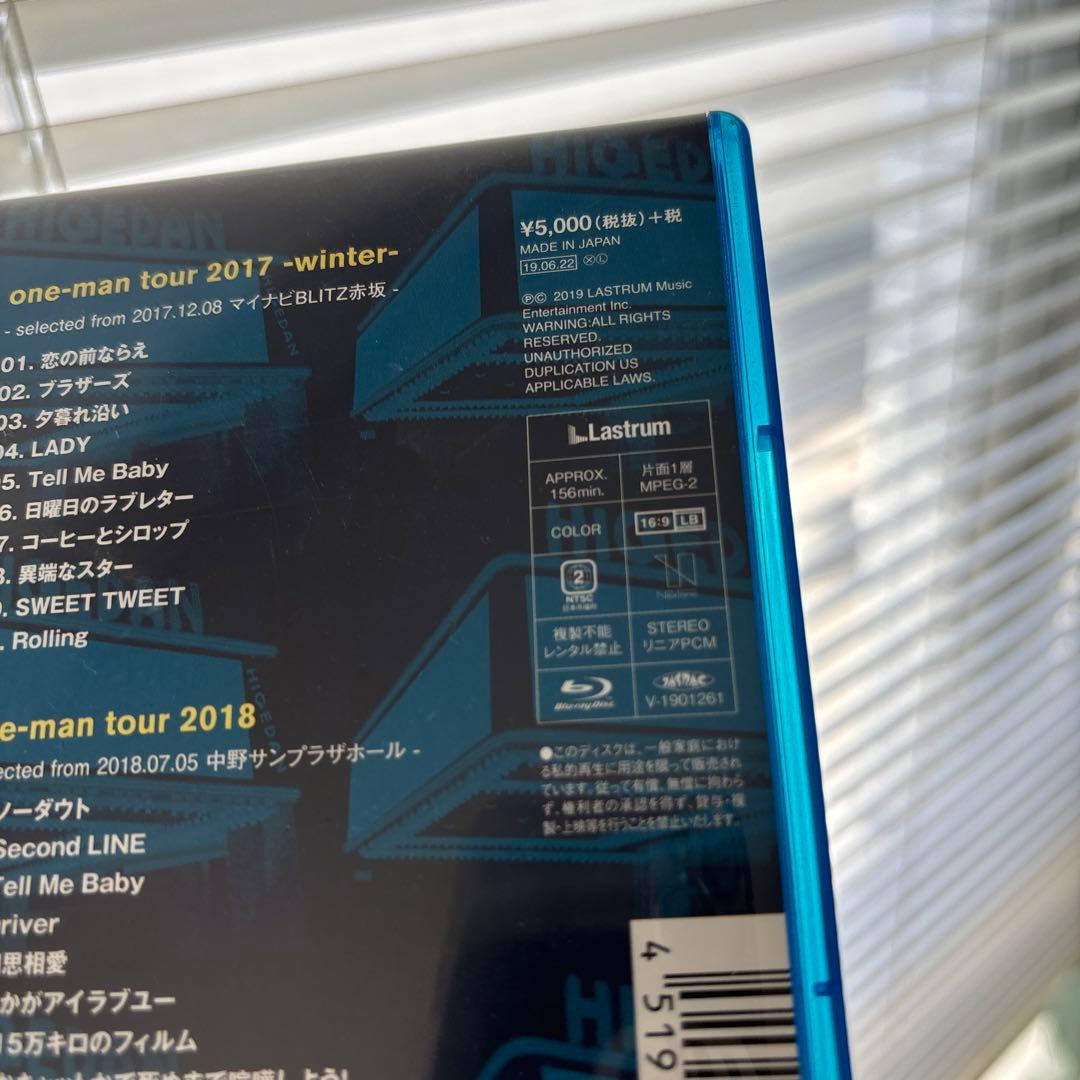 HIGEDAN
HIGEDAN
one-man tour 2017 -winter-
- selected from 2017.12.08 マイナビBLITZ赤坂 -
01. 恋の前ならえ
02. ブラザーズ
03. 夕暮れ沿い
04. LADY
05. Tell Me Baby
6. 日曜日のラブレター
7. コーヒーとシロップ
8. 異端なスター
9. SWEET TWEET
. Rolling
HIGEDAN
e-man tour 2018
ected from 2018.07.05 中野サンプラザホール -
ノーダウト
Second LINE
Tell Me Baby
river
思相愛
かがアイラブユー
15万キロのフィルム
HIGEDAN
¥5,000(税抜)+税
MADE IN JAPAN
19.06.22 ⓧⓁ
ⓅⒸ 2019 LASTRUM Music
Entertainment Inc.
WARNING:ALL RIGHTS
RESERVED.
UNAUTHORIZED
DUPLICATION US
APPLICABLE LAWS.
Lastrum
APPROX.
156min.
片面1層
MPEG-2
COLOR
16:9 LB
2
NTSC
日本市場向
複製不能
レンタル禁止
STEREO
リニアPCM
Blu-ray Disc
JASRAC
V-1901261
●このディスクは、一般家庭におけ
る私的再生に用途を限って販売され
ています。従って有償、無償に拘わら
ず、権利者の承認を得ず、貸与・複
製・上映等を行うことを禁止いたします。
4 519